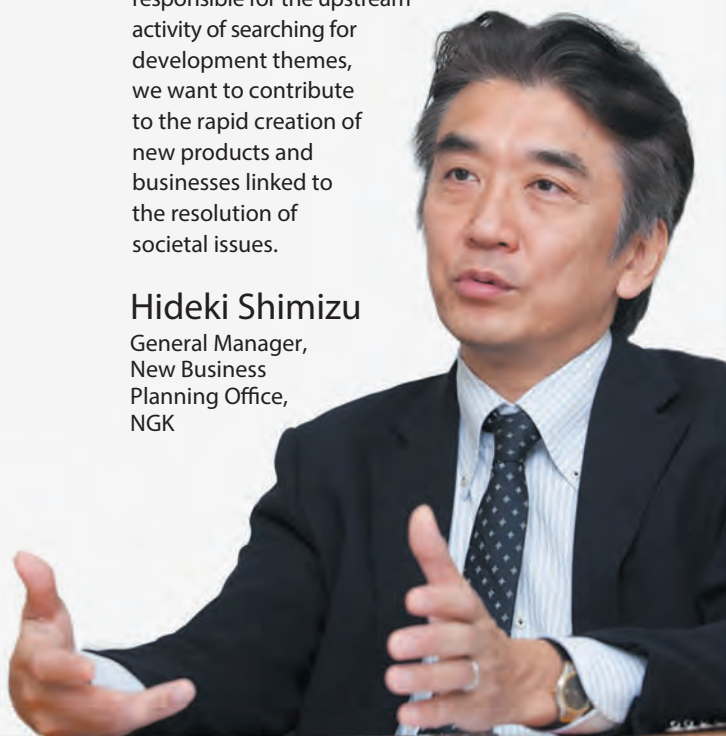 responsible for the upstream
activity of searching for
development themes,
we want to contribute
to the rapid creation of
new products and
businesses linked to
the resolution of
societal issues.
Hideki Shimizu
General Manager,
New Business
Planning Office,
NGK